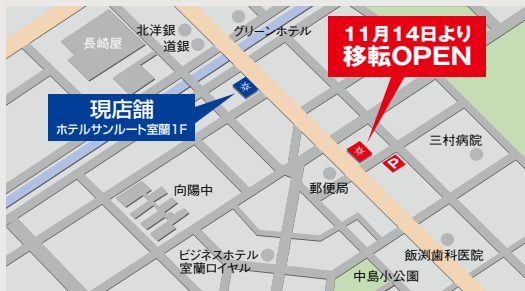 北洋銀
道銀
グリーンホテル
長崎屋
11月14日より
移転OPEN
現店舗
ホテルサンルート室蘭1F
三村病院
P
郵便局
向陽中
ビジネスホテル
室蘭ロイヤル
飯渕歯科医院
中島小公園